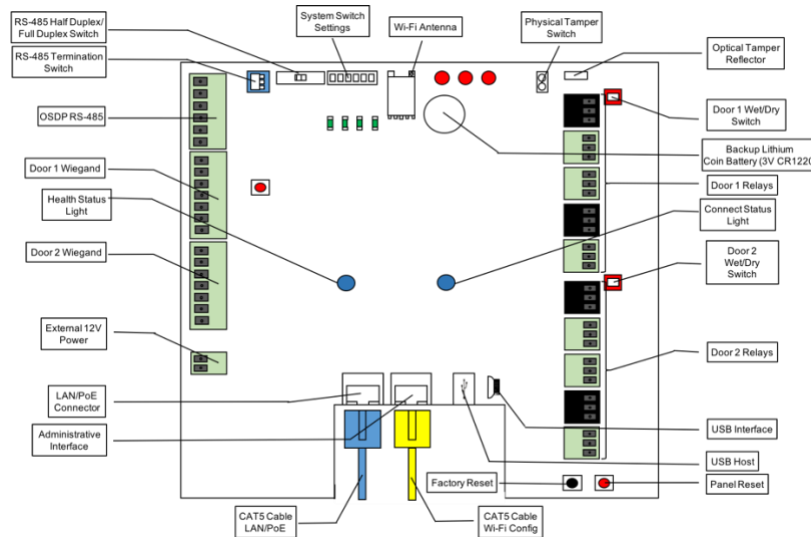 RS-485 Half Duplex/
Full Duplex Switch
System Switch
Settings
Wi-Fi Antenna
Physical Tamper
Switch
RS-485 Termination
Switch
Optical Tamper
Reflector
OSDP RS-485
Door 1 Wet/Dry
Switch
Door 1 Wiegand
Backup Lithium
Coin Battery (3V CR1220
Door 1 Relays
Health Status
Light
Connect Status
Light
Door 2 Wiegand
Door 2
Wet/Dry
Switch
External 12V
Power
Door 2 Relays
LAN/PoE
Connector
Administrative
Interface
USB Interface
USB Host
Factory Reset
Panel Reset
CAT5 Cable
LAN/PoE
CAT5 Cable
Wi-Fi Config